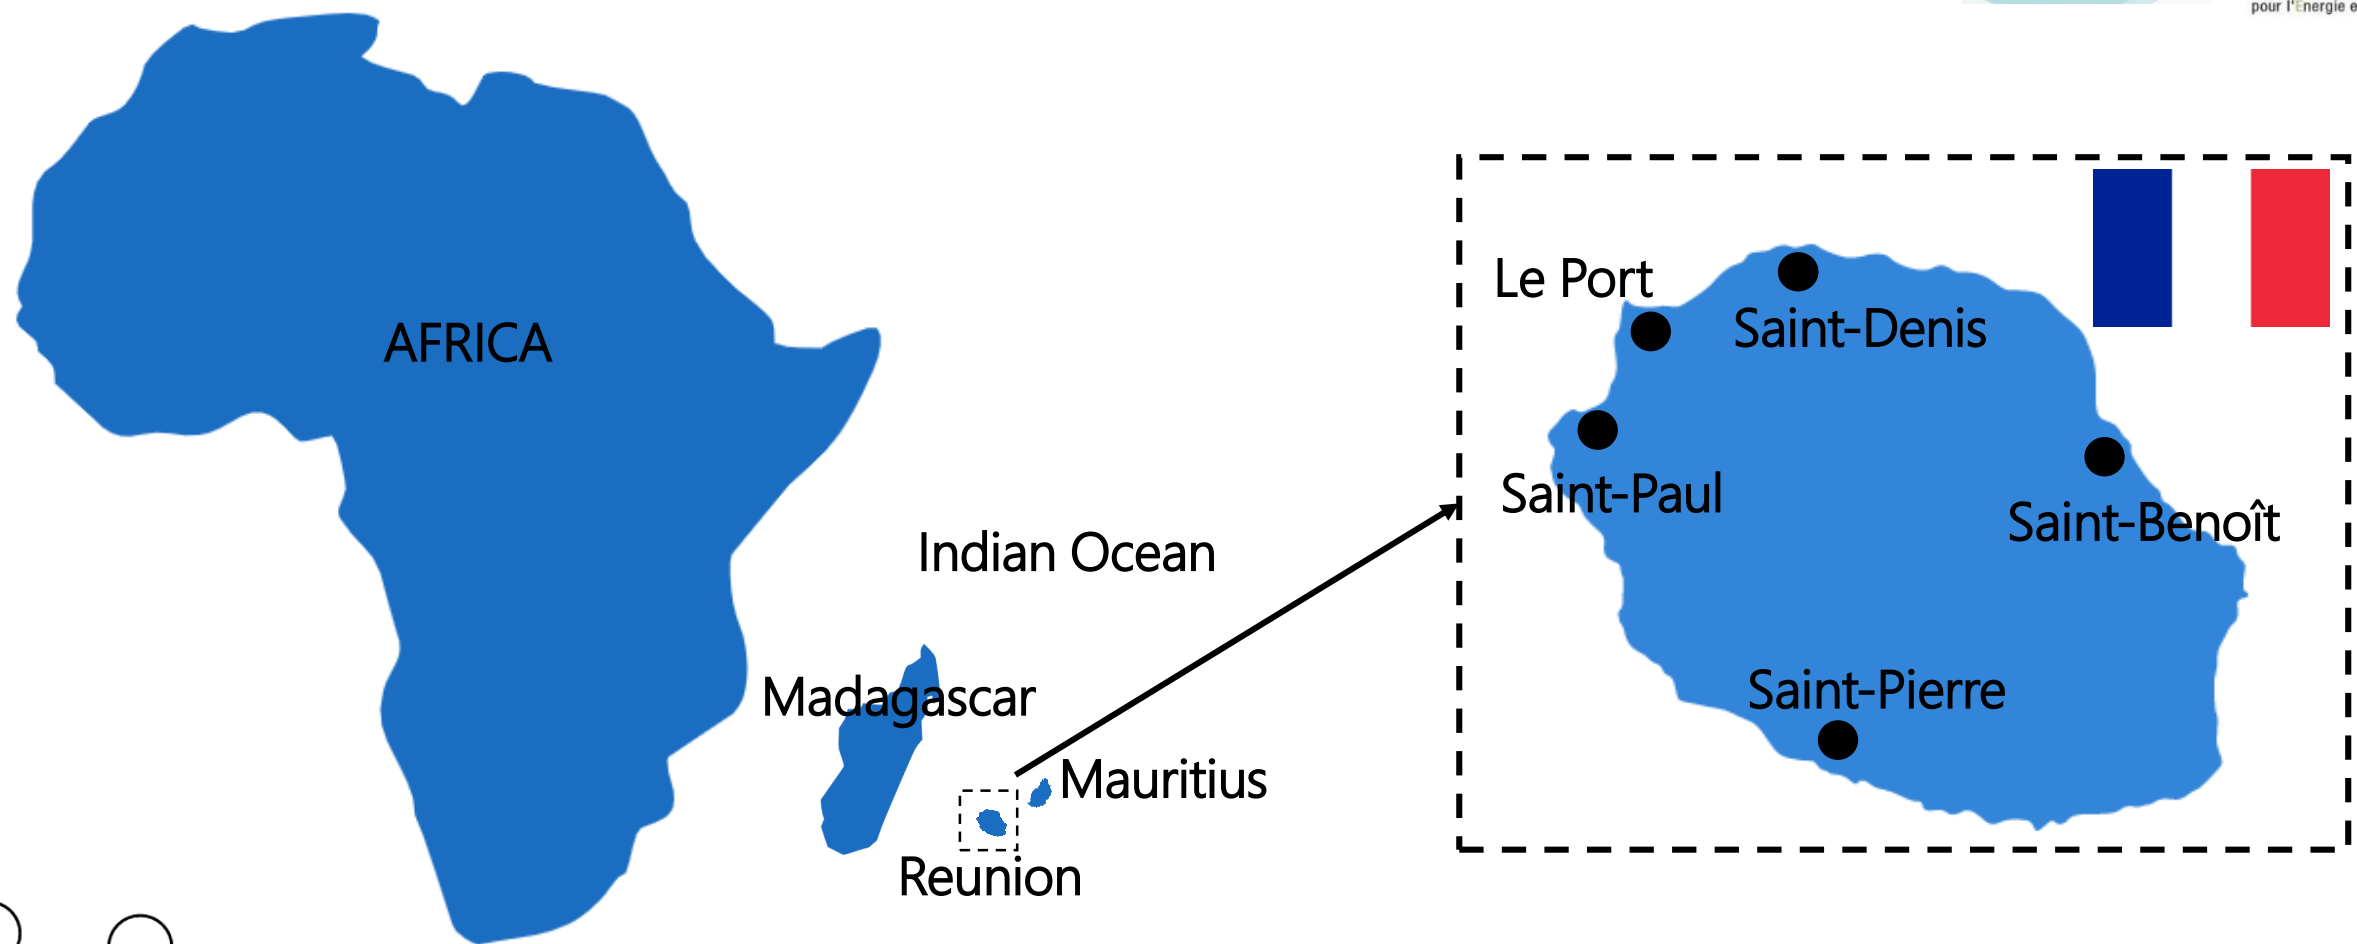 pour l'Energie e
AFRICA
Indian Ocean
Madagascar
Mauritius
Reunion
Le Port
Saint-Denis
Saint-Paul
Saint-Benoît
Saint-Pierre